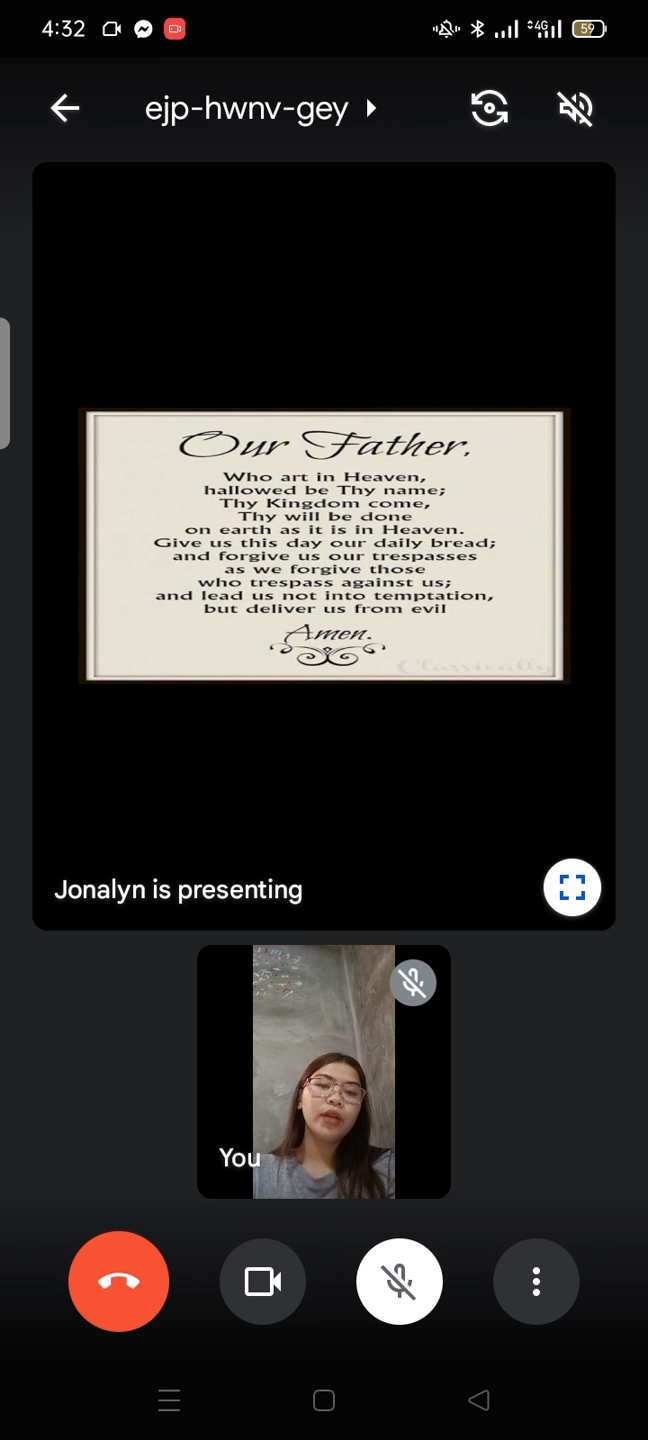 4:32
4G
59
ejp-hwnv-gey
Our Father,
Who art in Heaven,
hallowed be Thy name;
Thy Kingdom come,
Thy will be done
on earth as it is in Heaven.
Give us this day our daily bread;
and forgive us our trespasses
as we forgive those
who trespass against us;
and lead us not into temptation,
but deliver us from evil
Amen.
Classically
Jonalyn is presenting
You